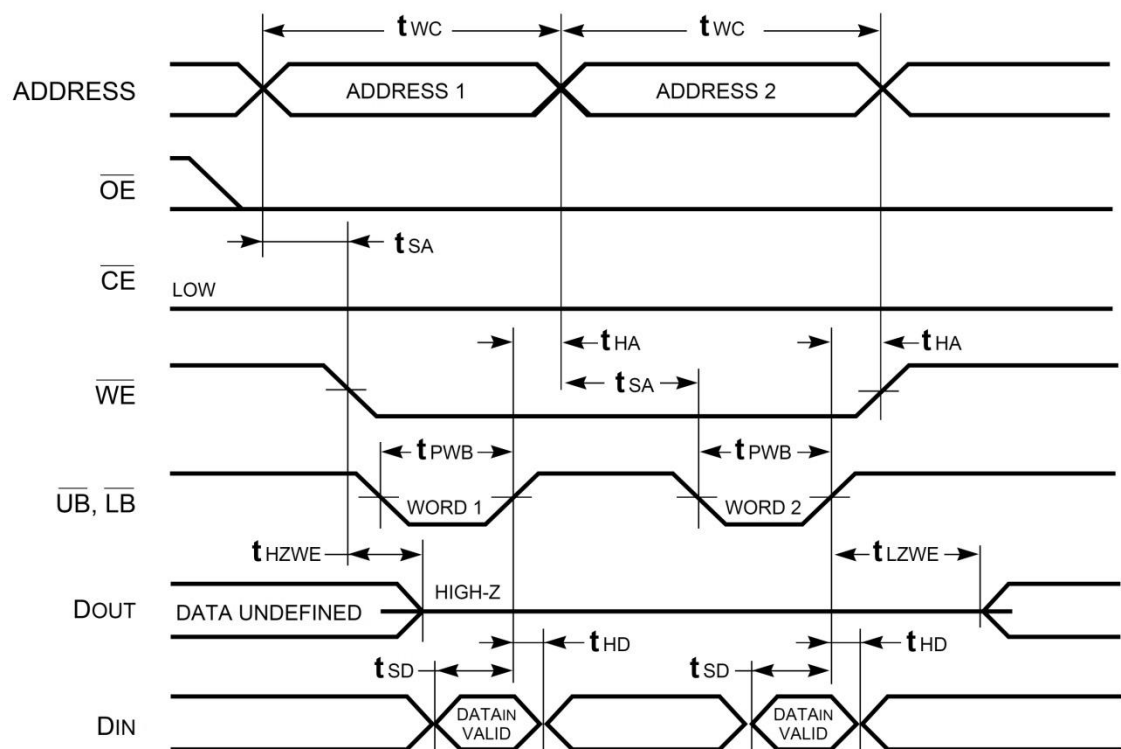 tWC tWC
ADDRESS ADDRESS 1 ADDRESS 2
OE
tSA
CE LOW
tHA tHA
WE tSA
tPWB tPWB
UB, LB WORD 1 WORD 2
tHZWE tLZWE
DOUT DATA UNDEFINED HIGH-Z
tHD tHD
tSD tSD
DIN DATAIN VALID DATAIN VALID